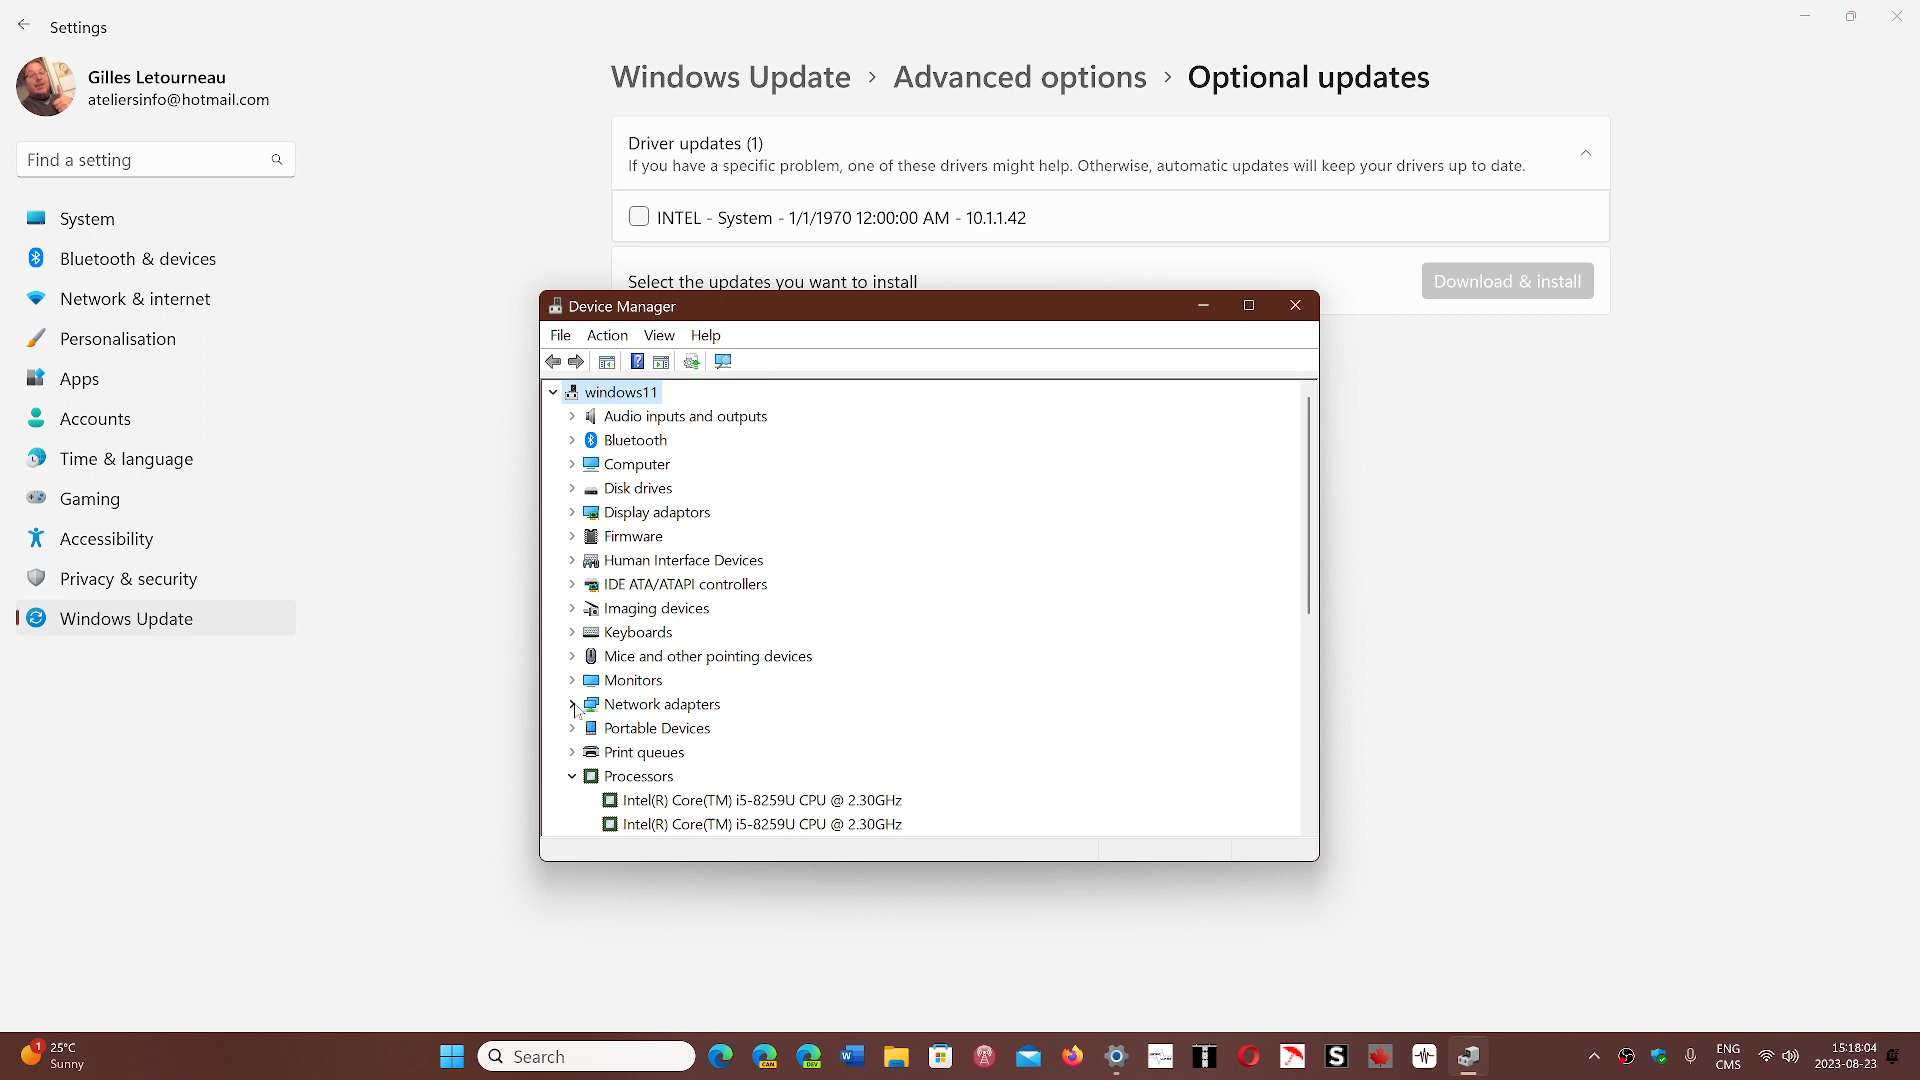 Settings
Gilles Letourneau
ateliersinfo@hotmail.com
Find a setting
System
Bluetooth & devices
Network & internet
Personalisation
Apps
Accounts
Time & language
Gaming
Accessibility
Privacy & security
Windows Update
Windows Update > Advanced options > Optional updates
Driver updates (1)
If you have a specific problem, one of these drivers might help. Otherwise, automatic updates will keep your drivers up to date.
INTEL - System - 1/1/1970 12:00:00 AM - 10.1.1.42
Select the updates you want to install
Download & install
Device Manager
File Action View Help
windows11
Audio inputs and outputs
Bluetooth
Computer
Disk drives
Display adaptors
Firmware
Human Interface Devices
IDE ATA/ATAPI controllers
Imaging devices
Keyboards
Mice and other pointing devices
Monitors
Network adapters
Portable Devices
Print queues
Processors
Intel(R) Core(TM) i5-8259U CPU @ 2.30GHz
Intel(R) Core(TM) i5-8259U CPU @ 2.30GHz
1
25°C
Sunny
Search
CAN
DEV
W
S
ENG
CMS
15:18:04
2023-08-23